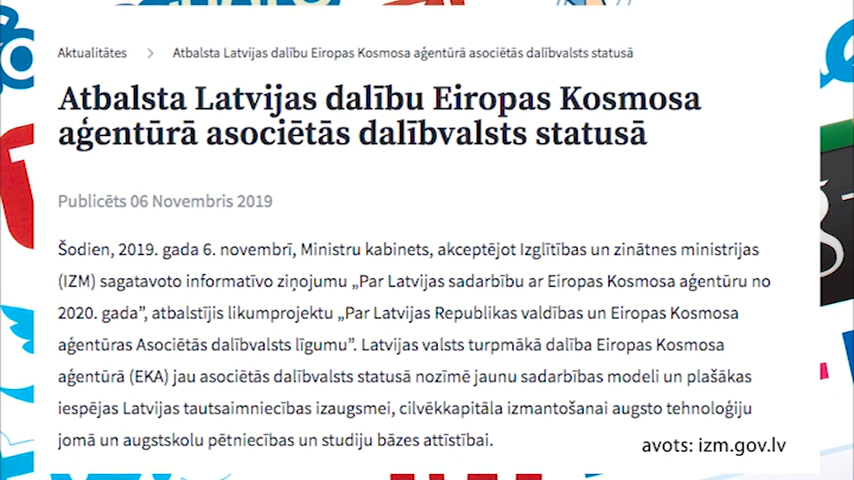 Aktualitātes > Atbalsta Latvijas dalību Eiropas Kosmosa aģentūrā asociētās dalībvalsts statusā
Atbalsta Latvijas dalību Eiropas Kosmosa
aģentūrā asociētās dalībvalsts statusā
Publicēts 06 Novembris 2019
Šodien, 2019. gada 6. novembrī, Ministru kabinets, akceptējot Izglītības un zinātnes ministrijas
(IZM) sagatavoto informatīvo ziņojumu „Par Latvijas sadarbību ar Eiropas Kosmosa aģentūru no
2020. gada”, atbalstījis likumprojektu „Par Latvijas Republikas valdības un Eiropas Kosmosa
aģentūras Asociētās dalībvalsts līgumu”. Latvijas valsts turpmākā dalība Eiropas Kosmosa
aģentūrā (EKA) jau asociētās dalībvalsts statusā nozīmē jaunu sadarbības modeli un plašākas
iespējas Latvijas tautsaimniecības izaugsmei, cilvēkkapitāla izmantošanai augsto tehnoloģiju
jomā un augstskolu pētniecības un studiju bāzes attīstībai.
avots: izm.gov.lv